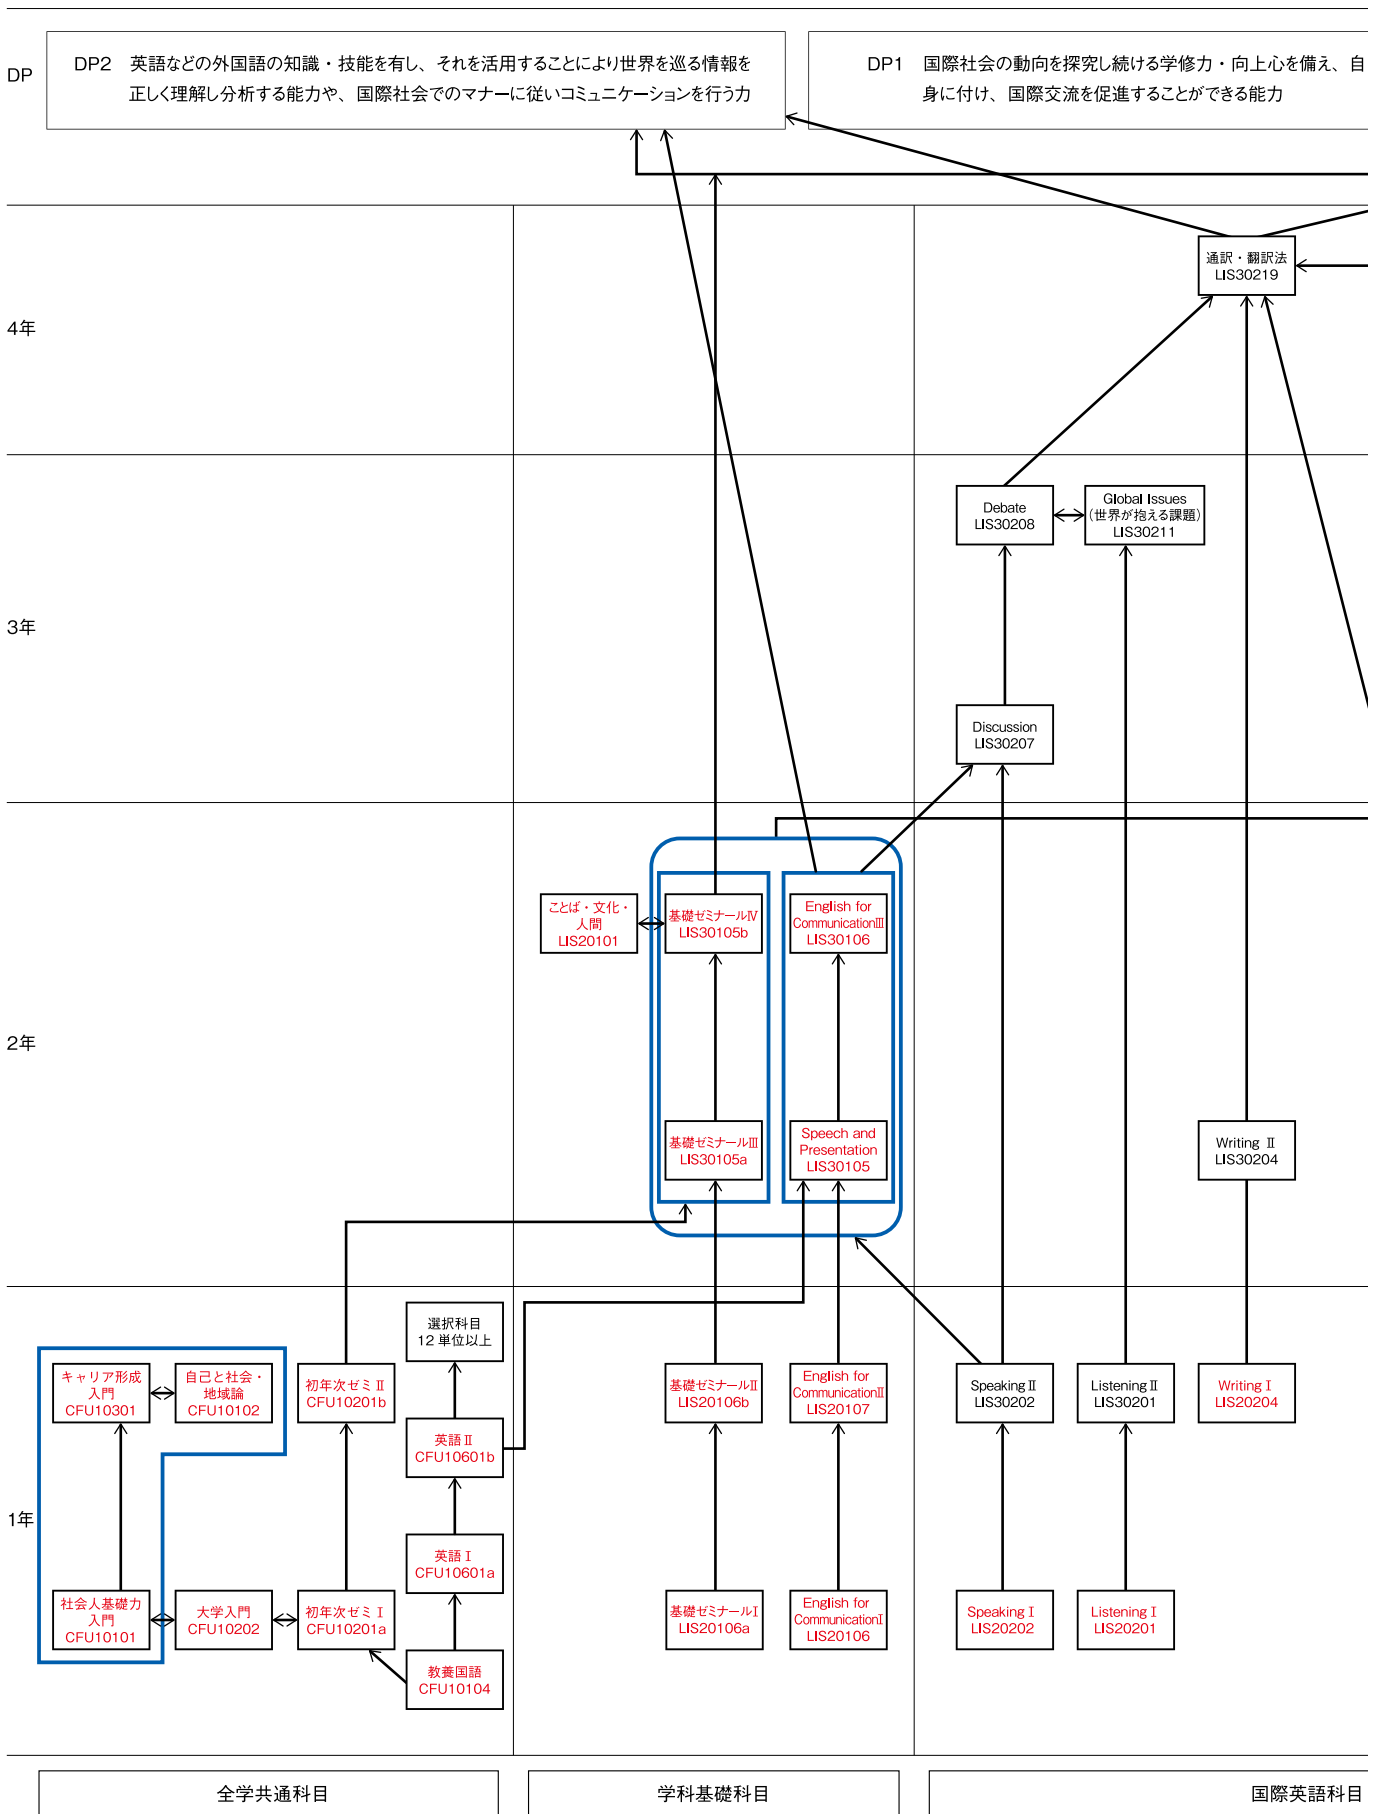 DP
DP2 英語などの外国語の知識・技能を有し、それを活用することにより世界を巡る情報を
正しく理解し分析する能力や、国際社会でのマナーに従いコミュニケーションを行う力
DP1 国際社会の動向を探究し続ける学修力・向上心を備え、自
身に付け、国際交流を促進することができる能力
4年
通訳・翻訳法
LIS30219
3年
Debate
LIS30208
Global Issues
(世界が抱える課題)
LIS30211
Discussion
LIS30207
2年
ことば・文化・
人間
LIS20101
基礎ゼミナールⅣ
LIS30105b
English for
CommunicationⅢ
LIS30106
基礎ゼミナールⅢ
LIS30105a
Speech and
Presentation
LIS30105
Writing Ⅱ
LIS30204
1年
選択科目
12単位以上
キャリア形成
入門
CFU10301
自己と社会・
地域論
CFU10102
初年次ゼミⅡ
CFU10201b
英語Ⅱ
CFU10601b
基礎ゼミナールⅡ
LIS20106b
English for
CommunicationⅡ
LIS20107
SpeakingⅡ
LIS30202
ListeningⅡ
LIS30201
WritingⅠ
LIS20204
英語Ⅰ
CFU10601a
社会人基礎力
入門
CFU10101
大学入門
CFU10202
初年次ゼミⅠ
CFU10201a
教養国語
CFU10104
基礎ゼミナールⅠ
LIS20106a
English for
CommunicationⅠ
LIS20106
SpeakingⅠ
LIS20202
ListeningⅠ
LIS20201
全学共通科目
学科基礎科目
国際英語科目